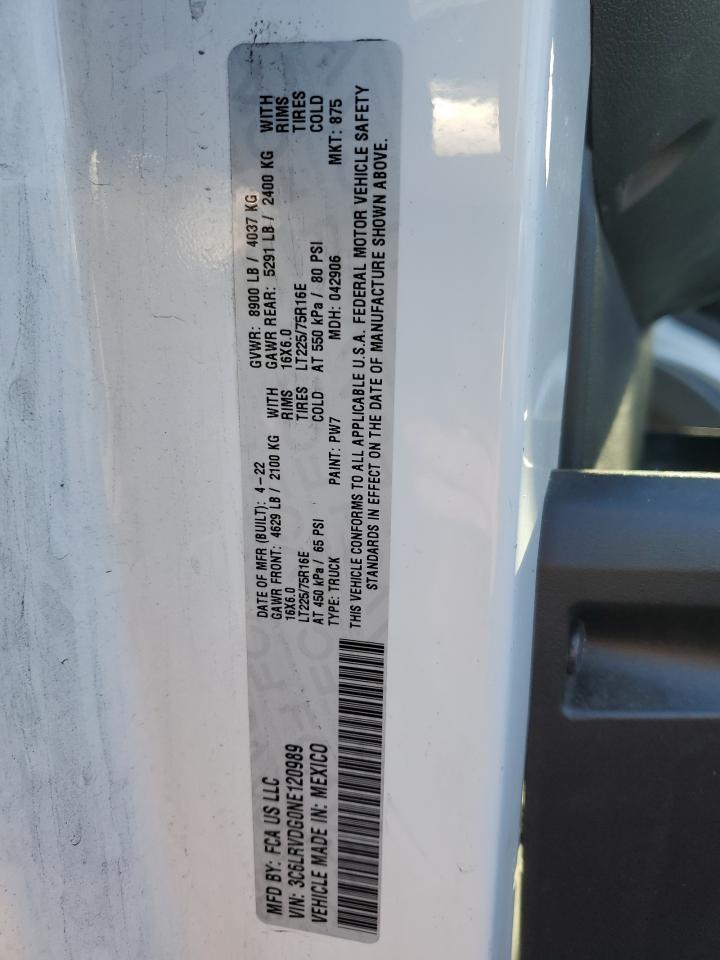 MFD BY: FCA US LLC
VIN: 3C6LRVDG0NE120989
VEHICLE MADE IN: MEXICO
DATE OF MFR (BUILT): 4-22 GVWR: 8900 LB / 4037 KG
GAWR FRONT: 4629 LB / 2100 KG WITH GAWR REAR: 5291 LB / 2400 KG WITH
16X6.0 RIMS 16X6.0 RIMS
LT225/75R16E TIRES LT225/75R16E TIRES
AT 450 kPa / 65 PSI COLD AT 550 kPa / 80 PSI COLD
TYPE: TRUCK PAINT: PW7 MDH: 042906 MKT: 875
THIS VEHICLE CONFORMS TO ALL APPLICABLE U.S.A. FEDERAL MOTOR VEHICLE SAFETY
STANDARDS IN EFFECT ON THE DATE OF MANUFACTURE SHOWN ABOVE.